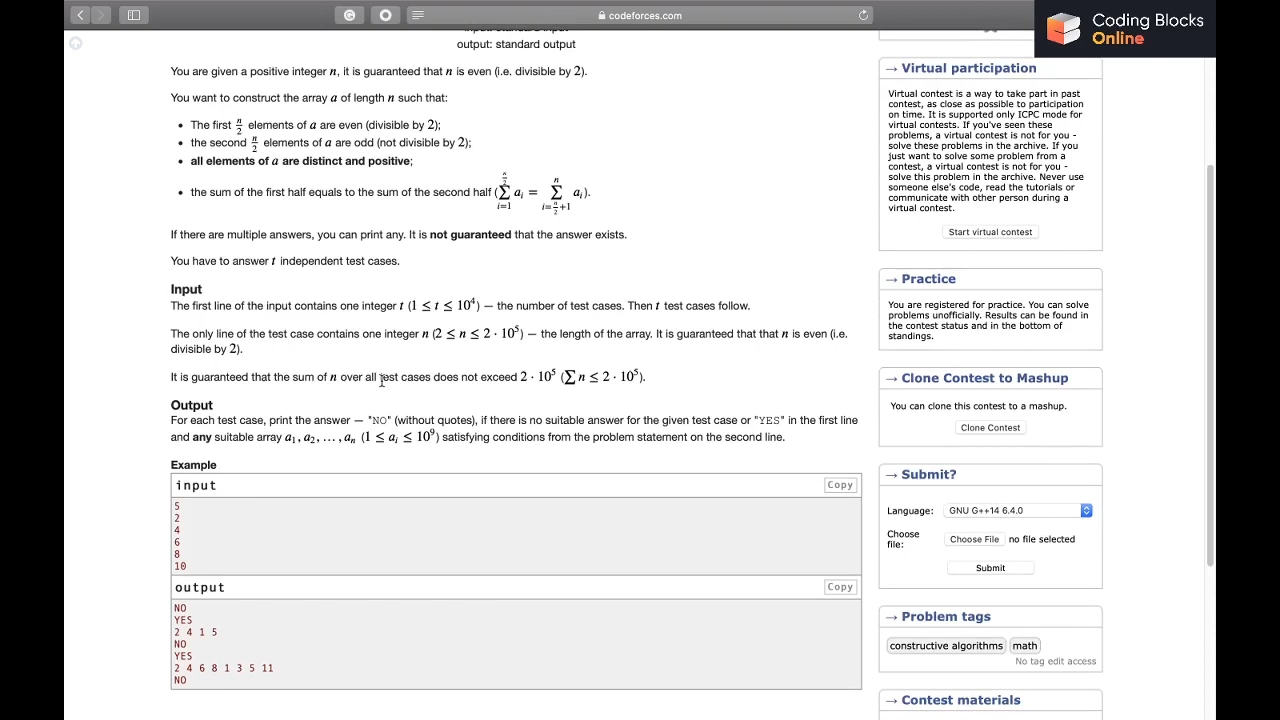 codeforces.com
Coding Blocks
Online
output: standard output
You are given a positive integer n, it is guaranteed that n is even (i.e. divisible by 2).
You want to construct the array a of length n such that:
• The first n/2 elements of a are even (divisible by 2);
• the second n/2 elements of a are odd (not divisible by 2);
• all elements of a are distinct and positive;
• the sum of the first half equals to the sum of the second half (∑_{i=1}^{n/2} a_i = ∑_{i=n/2+1}^{n} a_i).
If there are multiple answers, you can print any. It is not guaranteed that the answer exists.
You have to answer t independent test cases.
Input
The first line of the input contains one integer t (1 ≤ t ≤ 10^4) — the number of test cases. Then t test cases follow.
The only line of the test case contains one integer n (2 ≤ n ≤ 2 · 10^5) — the length of the array. It is guaranteed that that n is even (i.e.
divisible by 2).
It is guaranteed that the sum of n over all test cases does not exceed 2 · 10^5 (∑ n ≤ 2 · 10^5).
Output
For each test case, print the answer — "NO" (without quotes), if there is no suitable answer for the given test case or "YES" in the first line
and any suitable array a_1, a_2, …, a_n (1 ≤ a_i ≤ 10^9) satisfying conditions from the problem statement on the second line.
Example
input
Copy
5
2
4
6
8
10
output
Copy
NO
YES
2 4 1 5
NO
YES
2 4 6 8 1 3 5 11
NO
→ Virtual participation
Virtual contest is a way to take part in past
contest, as close as possible to participation
on time. It is supported only ICPC mode for
virtual contests. If you've seen these
problems, a virtual contest is not for you -
solve these problems in the archive. If you
just want to solve some problem from a
contest, a virtual contest is not for you -
solve this problem in the archive. Never use
someone else's code, read the tutorials or
communicate with other person during a
virtual contest.
Start virtual contest
→ Practice
You are registered for practice. You can solve
problems unofficially. Results can be found in
the contest status and in the bottom of
standings.
→ Clone Contest to Mashup
You can clone this contest to a mashup.
Clone Contest
→ Submit?
Language: GNU G++14 6.4.0
Choose
file: Choose File no file selected
Submit
→ Problem tags
constructive algorithms math
No tag edit access
→ Contest materials